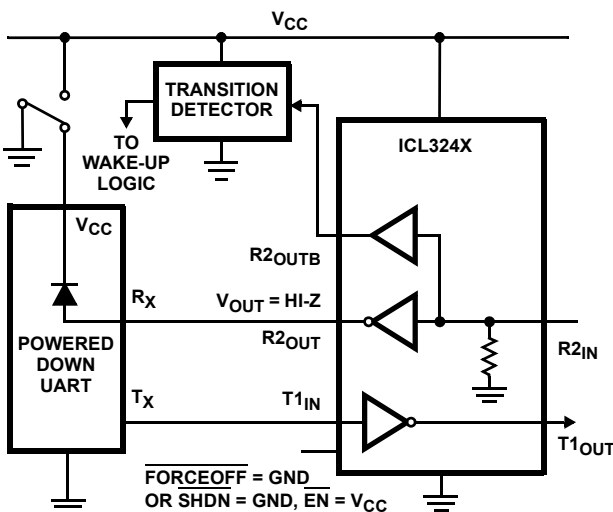 VCC
TRANSITION
DETECTOR
TO
WAKE-UP
LOGIC
ICL324X
VCC
R2OUTB
RX
VOUT = HI-Z
POWERED
DOWN
UART
R2OUT
R2IN
TX
T1IN
T1OUT
FORCEOFF = GND
OR SHDN = GND, EN = VCC